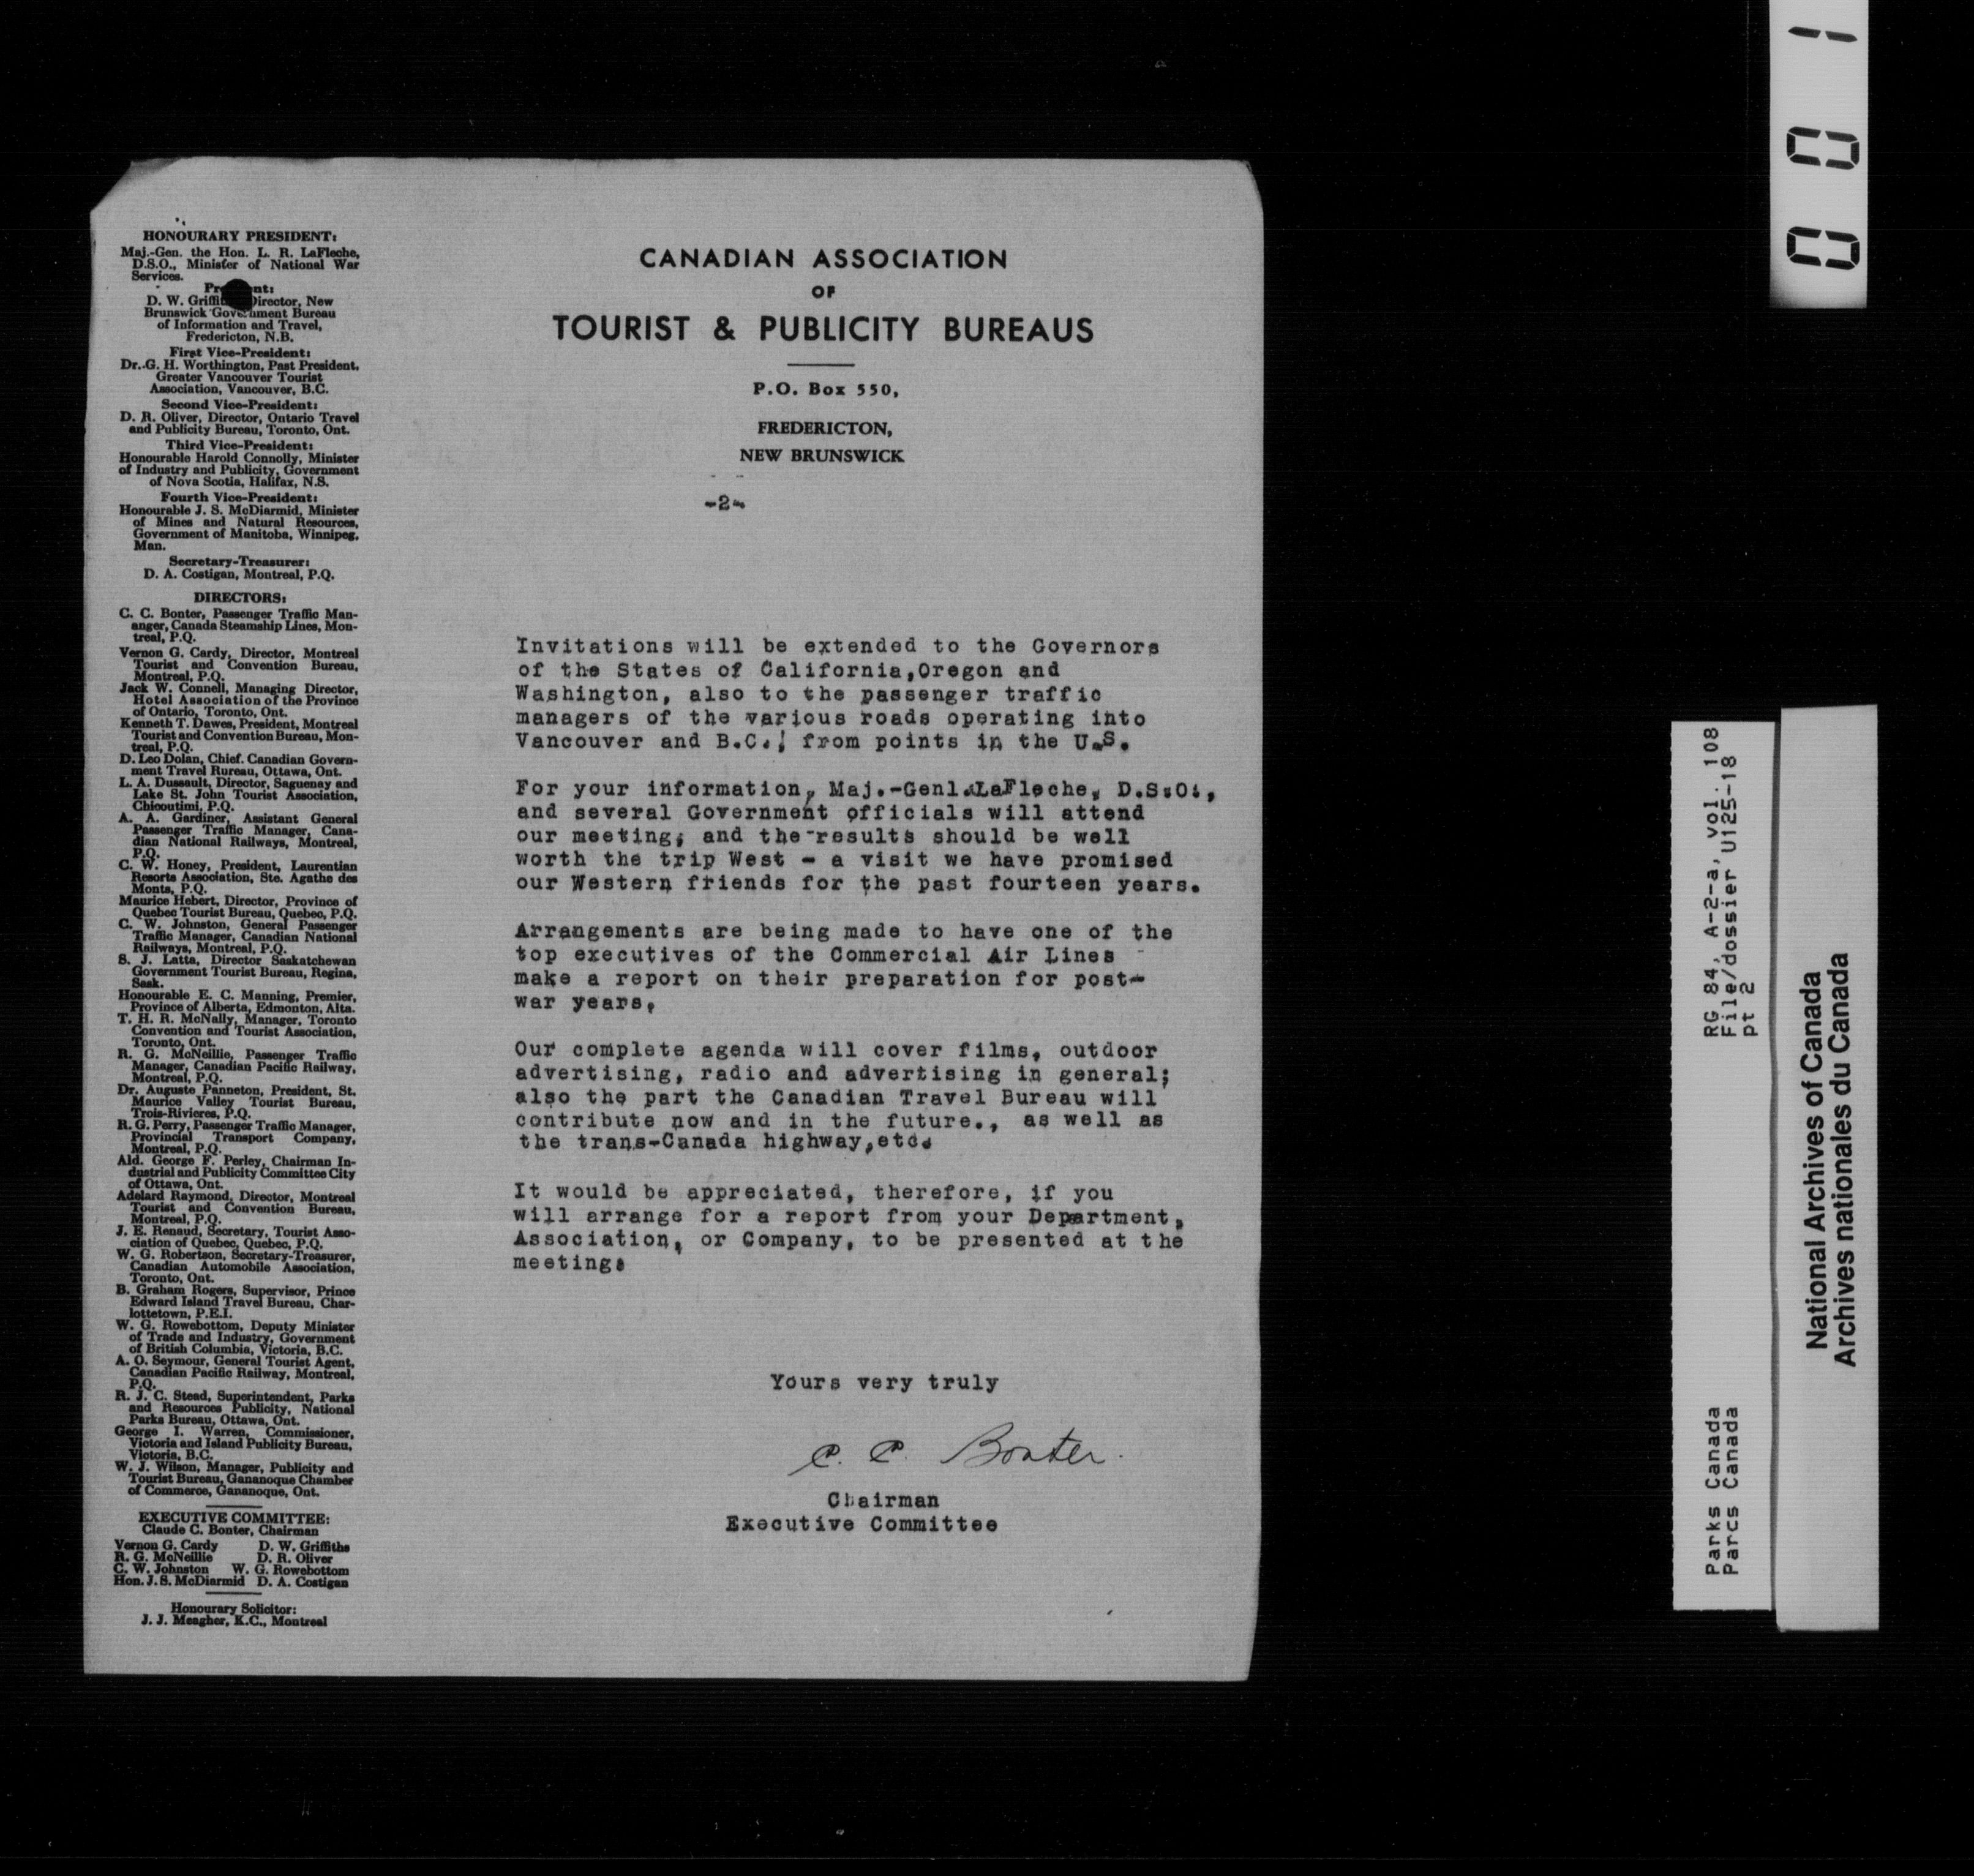 HONOURARY PRESIDENT:
Maj.-Gen. the Hon. L. R. LaFleche,
D.S.O., Minister of National War
Services.
D. W. Director, New
Brunswick Government Bureau
of Information and Travel,
Fredericton, N.B.
First Vice-President:
Dr. G. H. Worthington, Past President,
Greater Vancouver Tourist
Association, Vancouver, B.C.
Second Vice-President:
D. R. Oliver, Director, Ontario Travel
and Publicity Bureau, Toronto, Ont.
Third Vice-President:
Honourable Harold Connolly, Minister
of Industry and Publicity, Government
of Nova Scotia, Halifax, N.S.
Fourth Vice-President:
Honourable J. S. McDiarmid, Minister
of Mines and Natural Resources,
Government of Manitoba, Winnipeg,
Man.
Secretary-Treasurer:
D. A. Costigan, Montreal, P.Q.
DIRECTORS:
C. C. Bonter, Passenger Traffic Man-
anger, Canada Steamship Lines, Mon-
treal, P.Q.
Vernon G. Cardy, Director, Montreal
Tourist and Convention Bureau,
Montreal, P.Q.
Jack W. Connell, Managing Director,
Hotel Association of the Province
of Ontario, Toronto, Ont.
Kenneth T. Dawes, President, Montreal
Tourist and Convention Bureau, Mon-
treal, P.Q.
D. Leo Dolan, Chief. Canadian Govern-
ment Travel Rureau, Ottawa, Ont.
L. A. Dussault, Director, Saguenay and
Lake St. John Tourist Association,
Chicoutimi, P.Q.
A. A. Gardiner, Assistant General
Passenger Traffic Manager, Cana-
dian National Railways, Montreal,
P.Q.
C. W. Honey, President, Laurentian
Resorts Association, Ste. Agathe des
Monts, P.Q.
Maurice Hebert, Director, Province of
Quebec Tourist Bureau, Quebec, P.Q.
C. W. Johnston, General Passenger
Traffic Manager, Canadian National
Railways, Montreal, P.Q.
S. J. Latta, Director Saskatchewan
Government Tourist Bureau, Regina,
Sask.
Honourable E. C. Manning, Premier,
Province of Alberta, Edmonton, Alta.
T. H. R. McNally, Manager, Toronto
Convention and Tourist Association,
Toronto, Ont.
R. G. McNeillie, Passenger Traffic
Manager, Canadian Pacific Railway,
Montreal, P.Q.
Dr. Auguste Panneton, President, St.
Maurice Valley Tourist Bureau,
Trois-Rivieres, P.Q.
R. G. Perry, Passenger Traffic Manager,
Provincial Transport Company,
Montreal, P.Q.
Ald. George F. Perley, Chairman In-
dustrial and Publicity Committee City
of Ottawa, Ont.
Adelard Raymond, Director, Montreal
Tourist and Convention Bureau,
Montreal, P.Q.
J. E. Renaud, Secretary, Tourist Asso-
ciation of Quebec, Quebec, P.Q.
W. G. Robertson, Secretary-Treasurer,
Canadian Automobile Association,
Toronto, Ont.
B. Graham Rogers, Supervisor, Prince
Edward Island Travel Bureau, Char-
lottetown, P.E.I.
W. G. Rowebottom, Deputy Minister
of Trade and Industry, Government
of British Columbia, Victoria, B.C.
A. O. Seymour, General Tourist Agent,
Canadian Pacific Railway, Montreal,
P.Q.
R. J. C. Stead, Superintendent, Parks
and Resources Publicity, National
Parks Bureau, Ottawa, Ont.
George I. Warren, Commissioner,
Victoria and Island Publicity Bureau,
Victoria, B.C.
W. J. Wilson, Manager, Publicity and
Tourist Bureau, Gananoque Chamber
of Commerce, Gananoque, Ont.
EXECUTIVE COMMITTEE:
Claude C. Bonter, Chairman
Vernon G. Cardy D. W. Griffiths
R. G. McNeillie D. R. Oliver
C. W. Johnston W. G. Rowebottom
Hon. J. S. McDiarmid D. A. Costigan
Honourary Solicitor:
J. J. Meagher, K.C., Montreal
CANADIAN ASSOCIATION
OF
TOURIST & PUBLICITY BUREAUS
P.O. Box 550,
FREDERICTON,
NEW BRUNSWICK
-2-
Invitations will be extended to the Governors
of the States of California,Oregon and
Washington, also to the passenger traffic
managers of the various roads operating into
Vancouver and B.C., from points in the U.S.
For your information, Maj.-Genl.LaFleche, D.S.O.,
and several Government officials will attend
our meeting, and the results should be well
worth the trip West - a visit we have promised
our Western friends for the past fourteen years.
Arrangements are being made to have one of the
top executives of the Commercial Air Lines
make a report on their preparation for post-
war years.
Our complete agenda will cover films, outdoor
advertising, radio and advertising in general;
also the part the Canadian Travel Bureau will
contribute now and in the future., as well as
the trans-Canada highway,etc.
It would be appreciated, therefore, if you
will arrange for a report from your Department,
Association, or Company, to be presented at the
meeting.
Yours very truly
C. C. Bonter.
Chairman
Executive Committee
001
RG 84, A-2-a, vol. 108
File/dossier U125-18
pt 2
Parks Canada
Parcs Canada
National Archives of Canada
Archives nationales du Canada